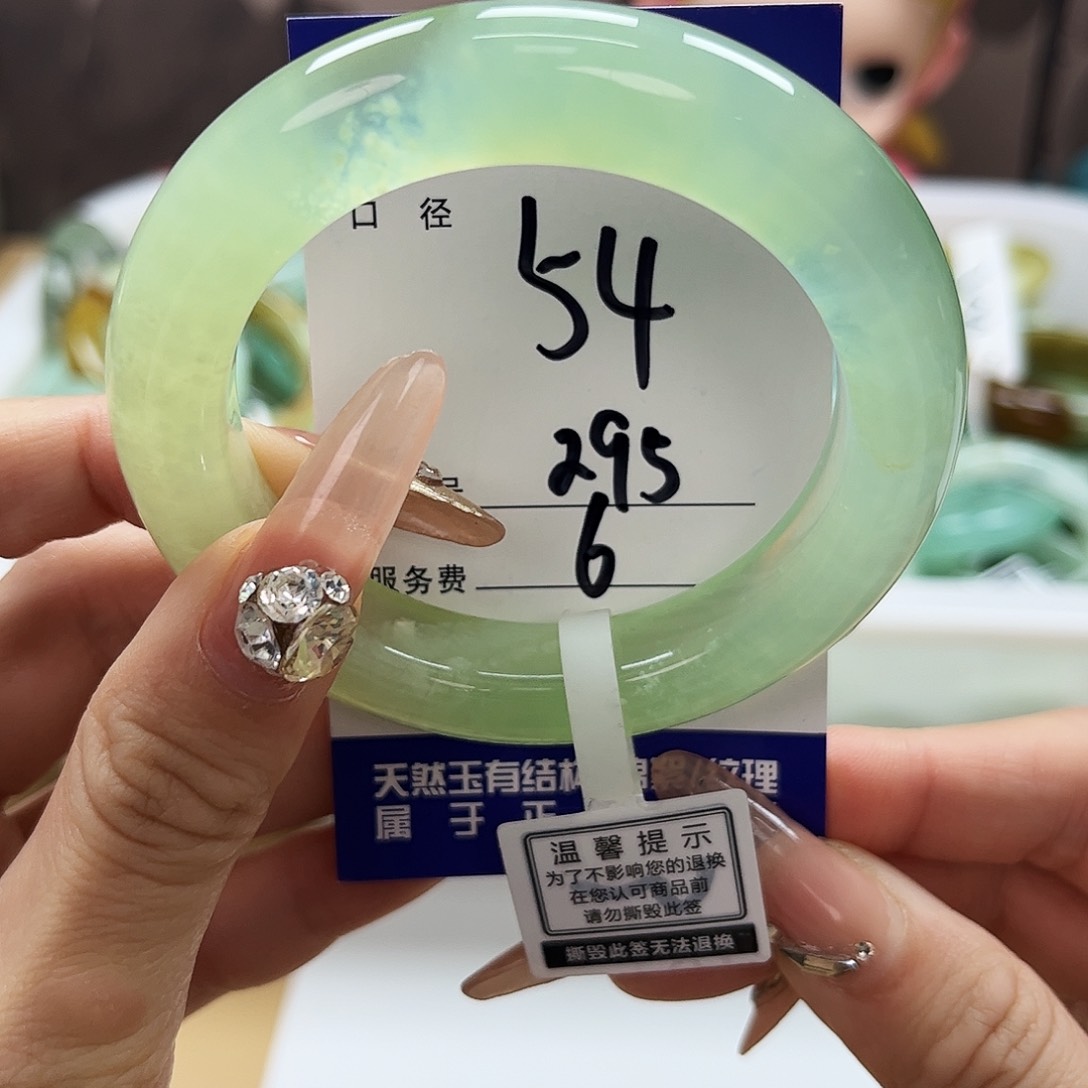 口 径
54
295
6
服务费
天然玉有结构 纹理
属 于 正
温馨提示
为了不影响您的退换
在您认可商品前
请勿撕毁此签
撕毁此签无法退换